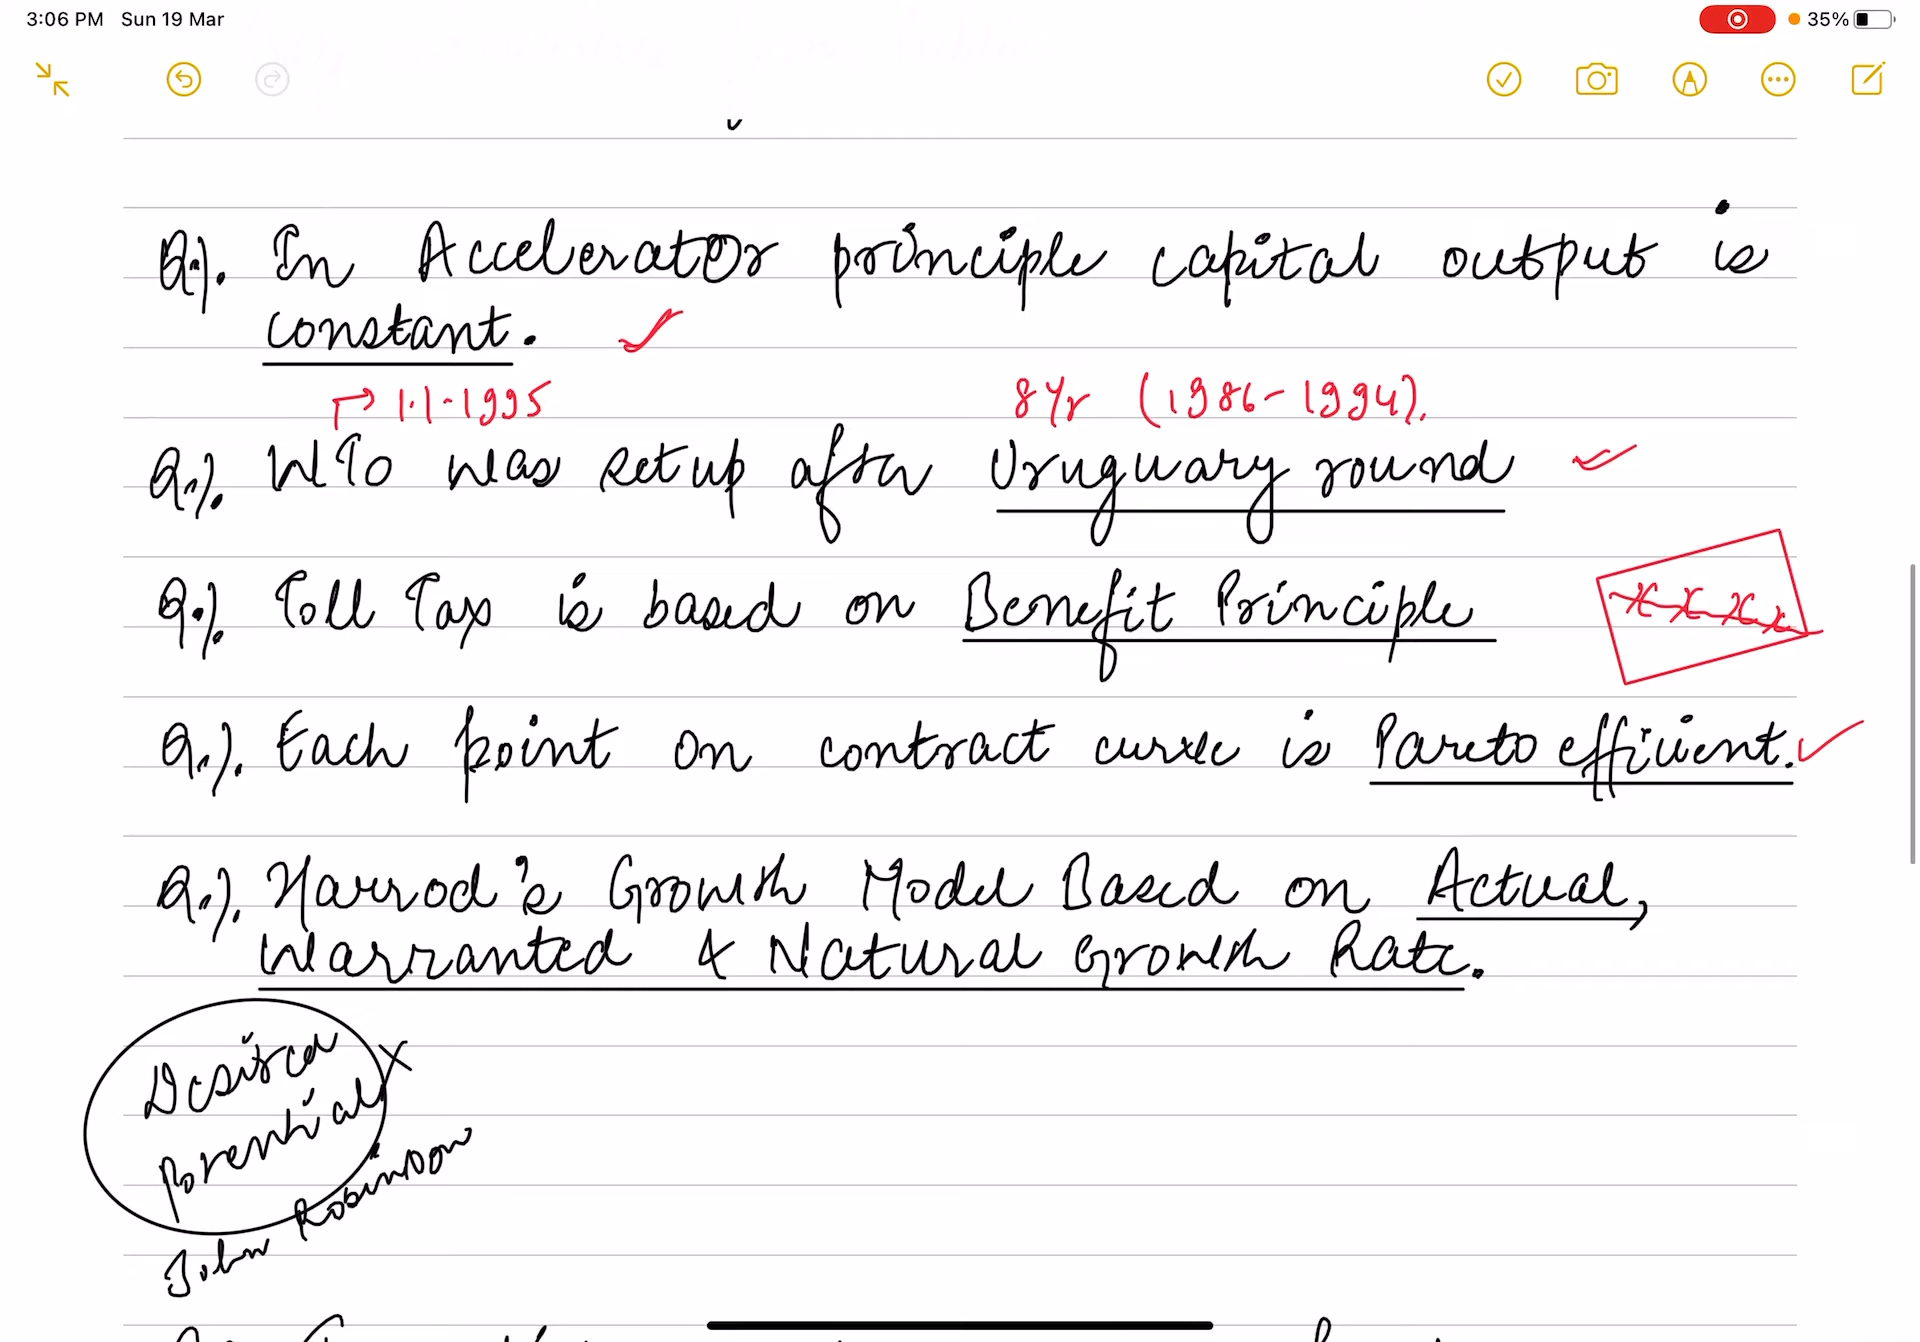 3:06 PM Sun 19 Mar
35%
Q.). In Accelerator principle capital output is
constant.
1.1.1995
8 Yr (1986-1994).
Q.). WTO was setup after Uruguary round
Q.). Toll Tax is based on Benefit Principle
x x x x
Q.). Each point on contract curve is Pareto efficient.
Q.). Harrod's Growth Model Based on Actual,
Warranted & Natural Growth Rate.
Desired x
Potential
John Robinson